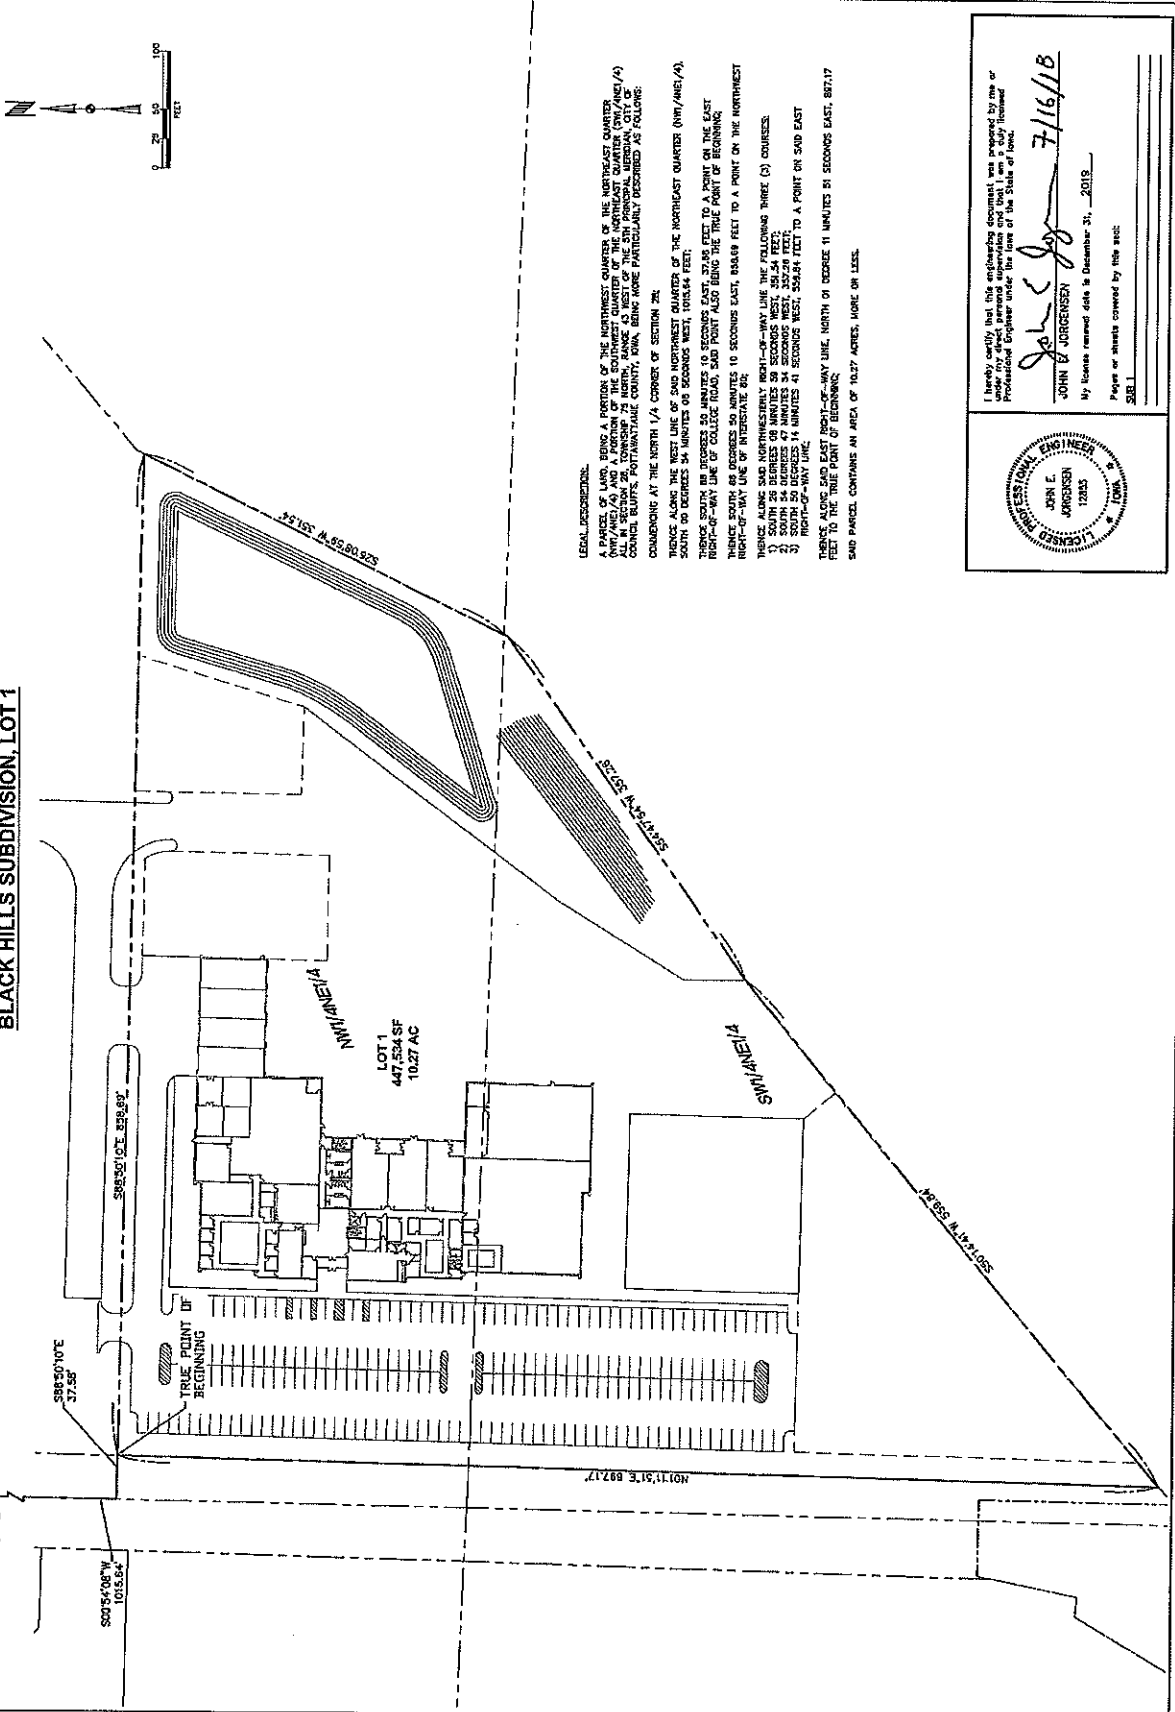 BLACK HILLS SUBDIVISION, LOT 1
N
0 25 50 100
FEET
S88°50'10"E
37.58'
S00°54'08"W
1015.64'
S88°50'10"E 858.69'
TRUE POINT OF
BEGINNING
NW1/4NE1/4
LOT 1
447,534 SF
10.27 AC
SW1/4NE1/4
S26°08'59"W 351.54'
S54°47'54"W 357.26'
S50°14'41"W 559.84'
N01°11'51"E 897.17'
LEGAL DESCRIPTION:
A PARCEL OF LAND, BEING A PORTION OF THE NORTHWEST QUARTER OF THE NORTHEAST QUARTER
(NW1/4NE1/4) AND A PORTION OF THE SOUTHWEST QUARTER OF THE NORTHEAST QUARTER (SW1/4NE1/4)
ALL IN SECTION 28, TOWNSHIP 75 NORTH, RANGE 43 WEST OF THE 5TH PRINCIPAL MERIDIAN, CITY OF
COUNCIL BLUFFS, POTTAWATTAMIE COUNTY, IOWA, BEING MORE PARTICULARLY DESCRIBED AS FOLLOWS:
COMMENCING AT THE NORTH 1/4 CORNER OF SECTION 28;
THENCE ALONG THE WEST LINE OF SAID NORTHWEST QUARTER OF THE NORTHEAST QUARTER (NW1/4NE1/4),
SOUTH 00 DEGREES 54 MINUTES 08 SECONDS WEST, 1015.64 FEET;
THENCE SOUTH 88 DEGREES 50 MINUTES 10 SECONDS EAST, 37.58 FEET TO A POINT ON THE EAST
RIGHT-OF-WAY LINE OF COLLEGE ROAD, SAID POINT ALSO BEING THE TRUE POINT OF BEGINNING;
THENCE SOUTH 88 DEGREES 50 MINUTES 10 SECONDS EAST, 858.69 FEET TO A POINT ON THE NORTHWEST
RIGHT-OF-WAY LINE OF INTERSTATE 80;
THENCE ALONG SAID NORTHWESTERLY RIGHT-OF-WAY LINE THE FOLLOWING THREE (3) COURSES:
1) SOUTH 26 DEGREES 08 MINUTES 59 SECONDS WEST, 351.54 FEET;
2) SOUTH 54 DEGREES 47 MINUTES 54 SECONDS WEST, 357.26 FEET;
3) SOUTH 50 DEGREES 14 MINUTES 41 SECONDS WEST, 559.84 FEET TO A POINT ON SAID EAST
RIGHT-OF-WAY LINE;
THENCE ALONG SAID EAST RIGHT-OF-WAY LINE, NORTH 01 DEGREE 11 MINUTES 51 SECONDS EAST, 897.17
FEET TO THE TRUE POINT OF BEGINNING;
SAID PARCEL CONTAINS AN AREA OF 10.27 ACRES, MORE OR LESS.
LICENSED PROFESSIONAL ENGINEER
JOHN E.
JORGENSEN
12855
IOWA
I hereby certify that this engineering document was prepared by me or
under my direct personal supervision and that I am a duly licensed
Professional Engineer under the laws of the State of Iowa.
7/16/18
JOHN E. JORGENSEN
My license renewal date is December 31, 2019
Pages or sheets covered by this seal:
SUB 1